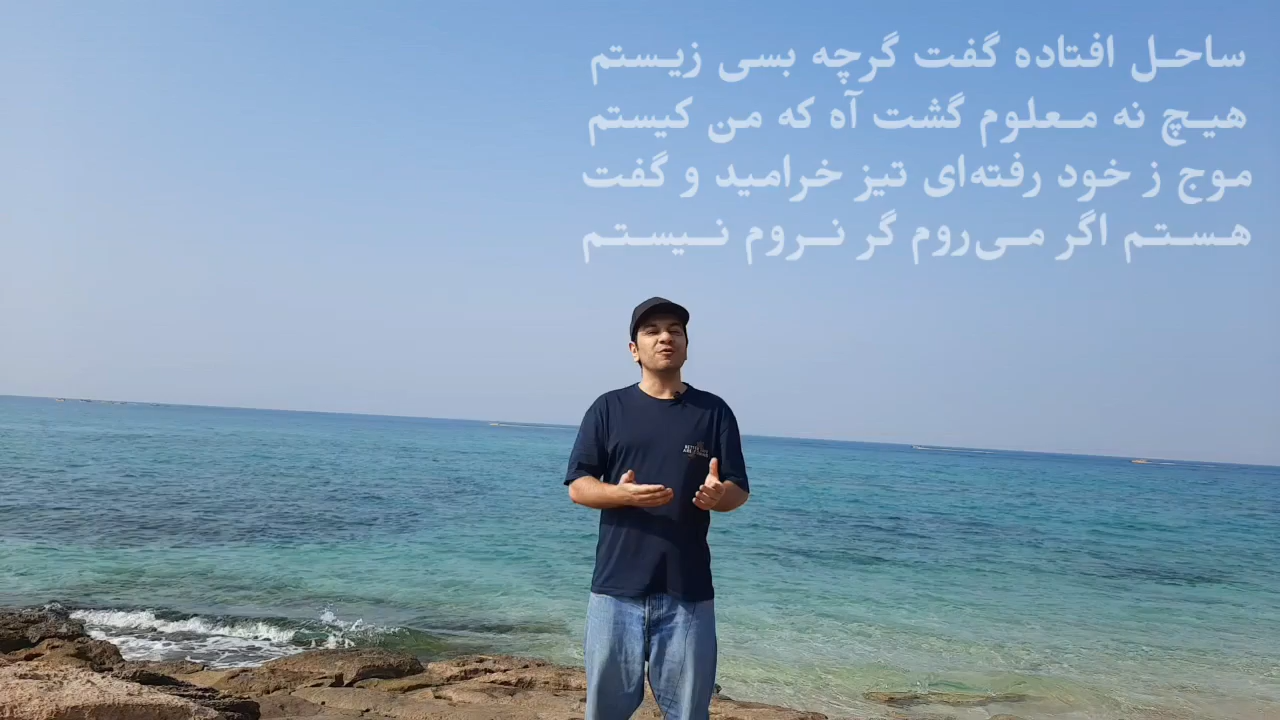 ساحل افتاده گفت گرچه بسی زیستم
هیچ نه معلوم گشت آه که من کیستم
موج ز خود رفته‌ای تیز خرامید و گفت
هستم اگر می‌روم گر نروم نیستم